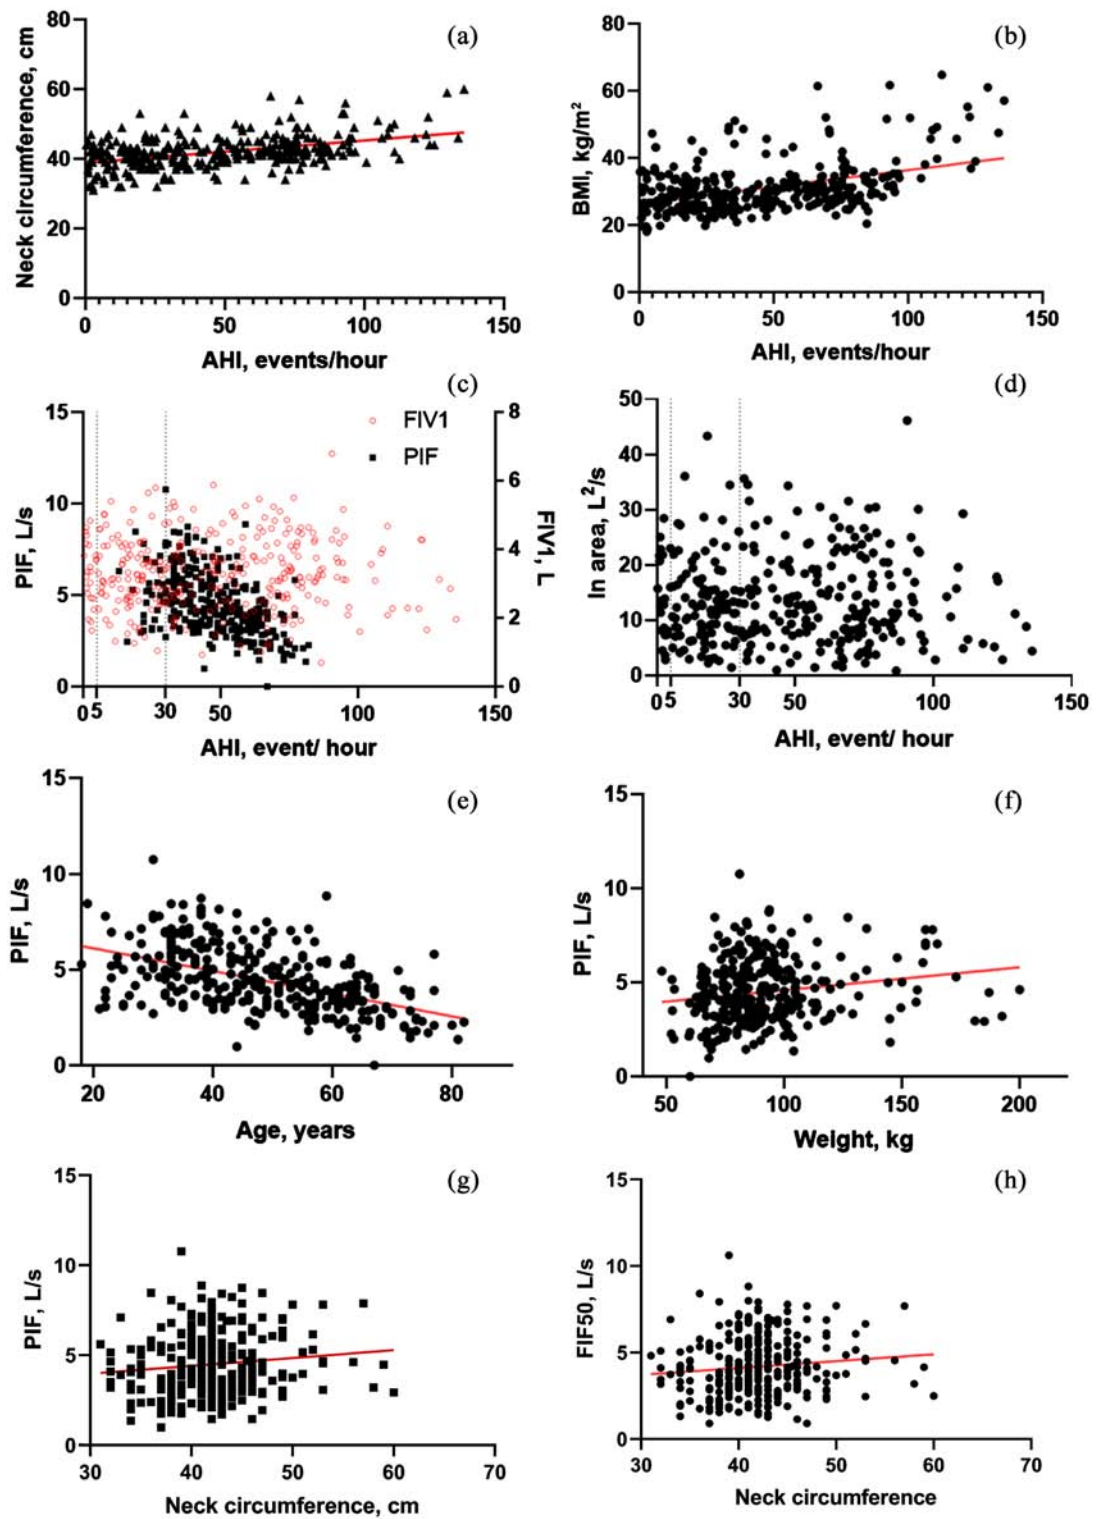 (a)
80
60
40
20
0
Neck circumference, cm
0 50 100 150
AHI, events/hour
(b)
80
60
40
20
0
BMI, kg/m²
0 50 100 150
AHI, events/hour
(c)
15
10
5
0
PIF, L/s
FIV1
PIF
8
6
4
2
0
FIV1, L
0 5 30 50 100 150
AHI, event/ hour
(d)
50
40
30
20
10
0
In area, L²/s
0 5 30 50 100 150
AHI, event/ hour
(e)
15
10
5
0
PIF, L/s
20 40 60 80
Age, years
(f)
15
10
5
0
PIF, L/s
50 100 150 200
Weight, kg
(g)
15
10
5
0
PIF, L/s
30 40 50 60 70
Neck circumference, cm
(h)
15
10
5
0
FIF50, L/s
30 40 50 60 70
Neck circumference